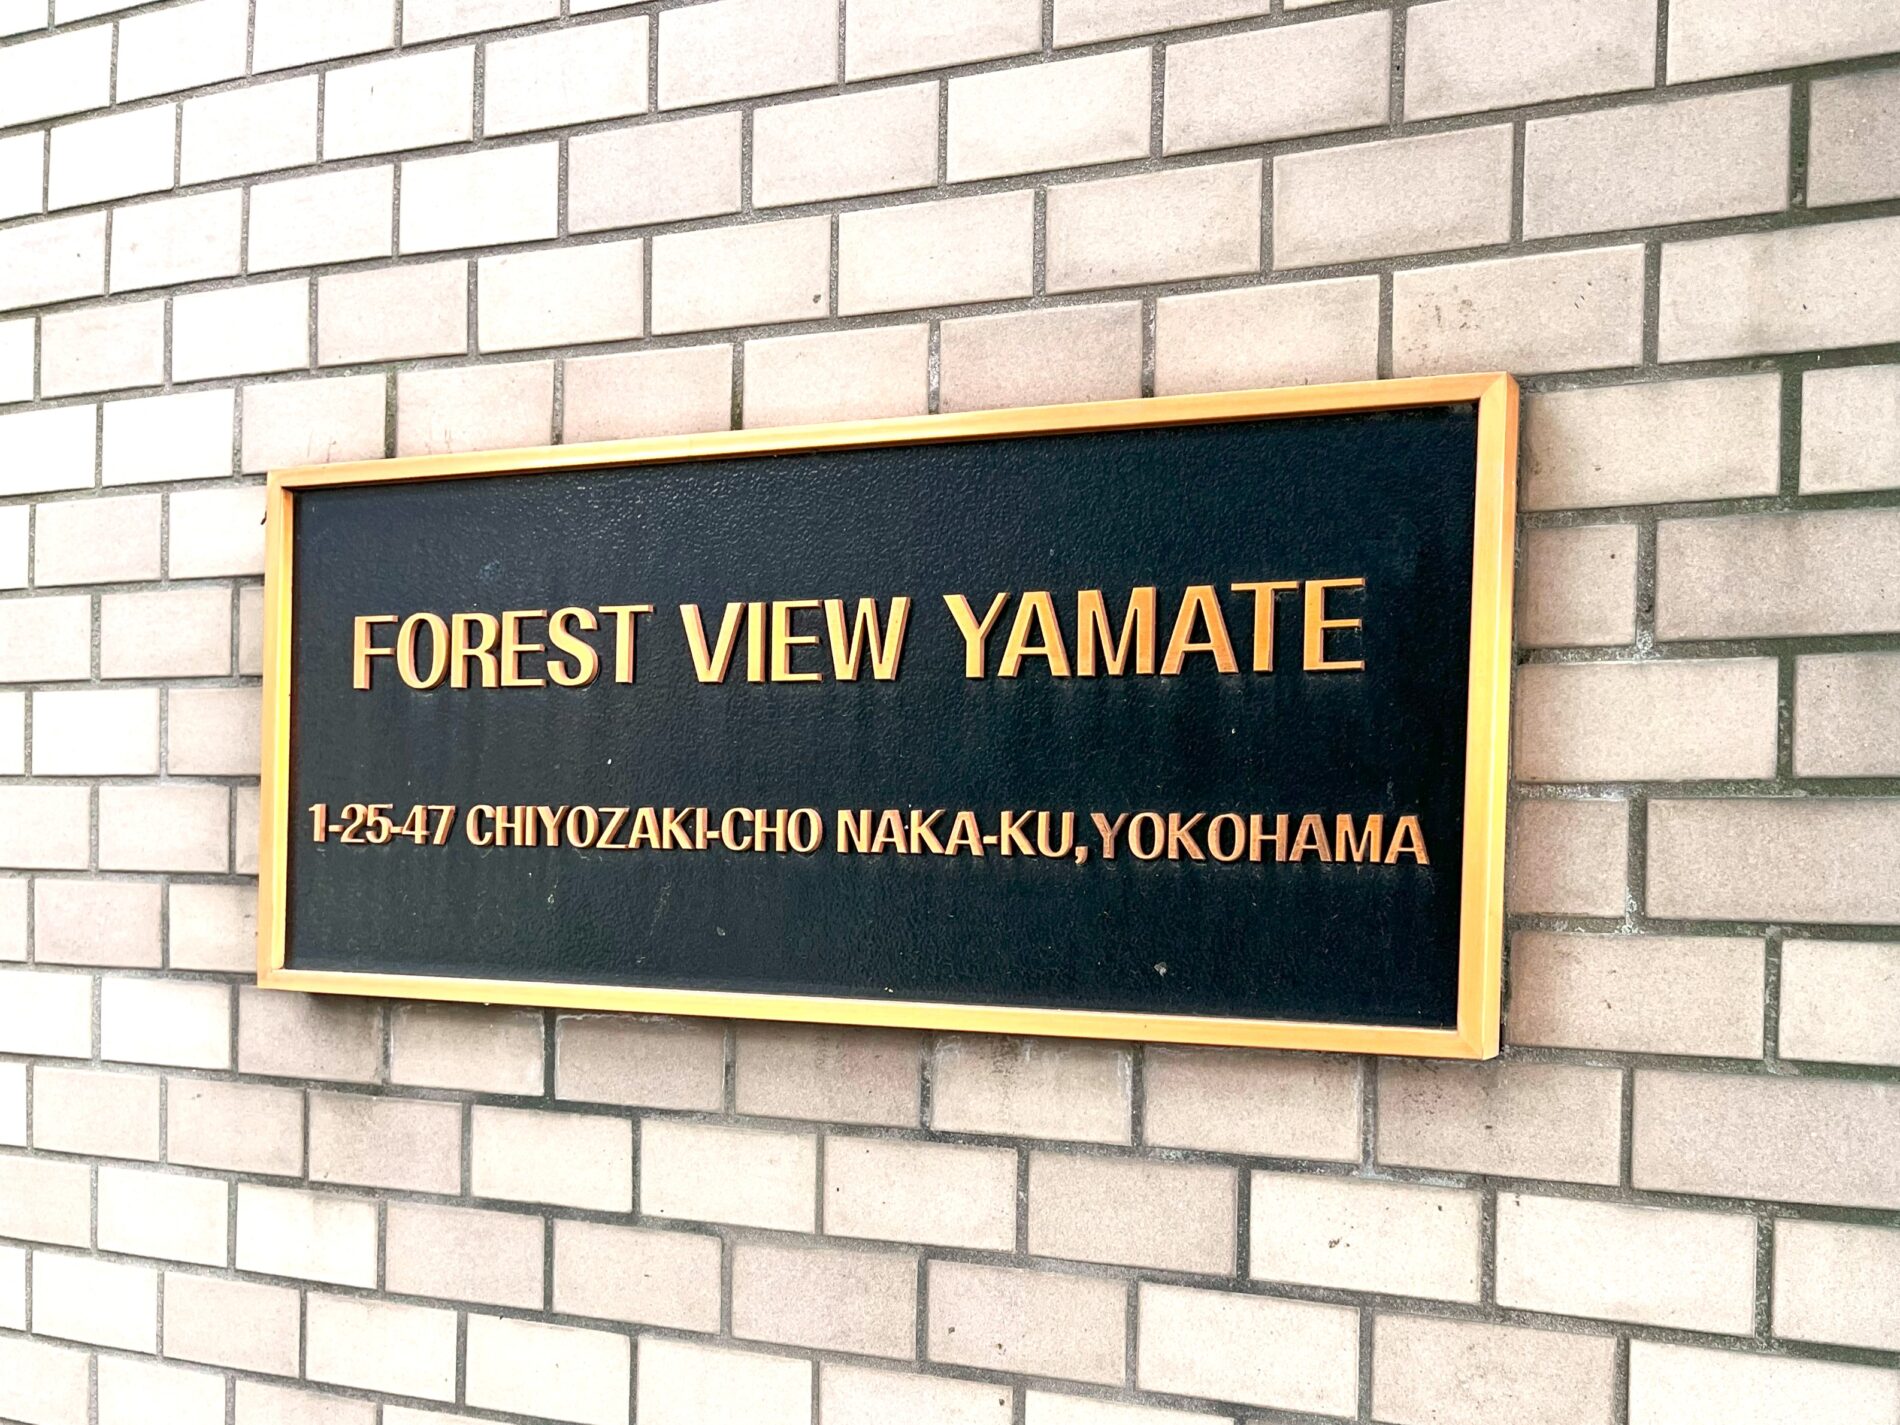 FOREST VIEW YAMATE
1-25-47 CHIYOZAKI-CHO NAKA-KU,YOKOHAMA